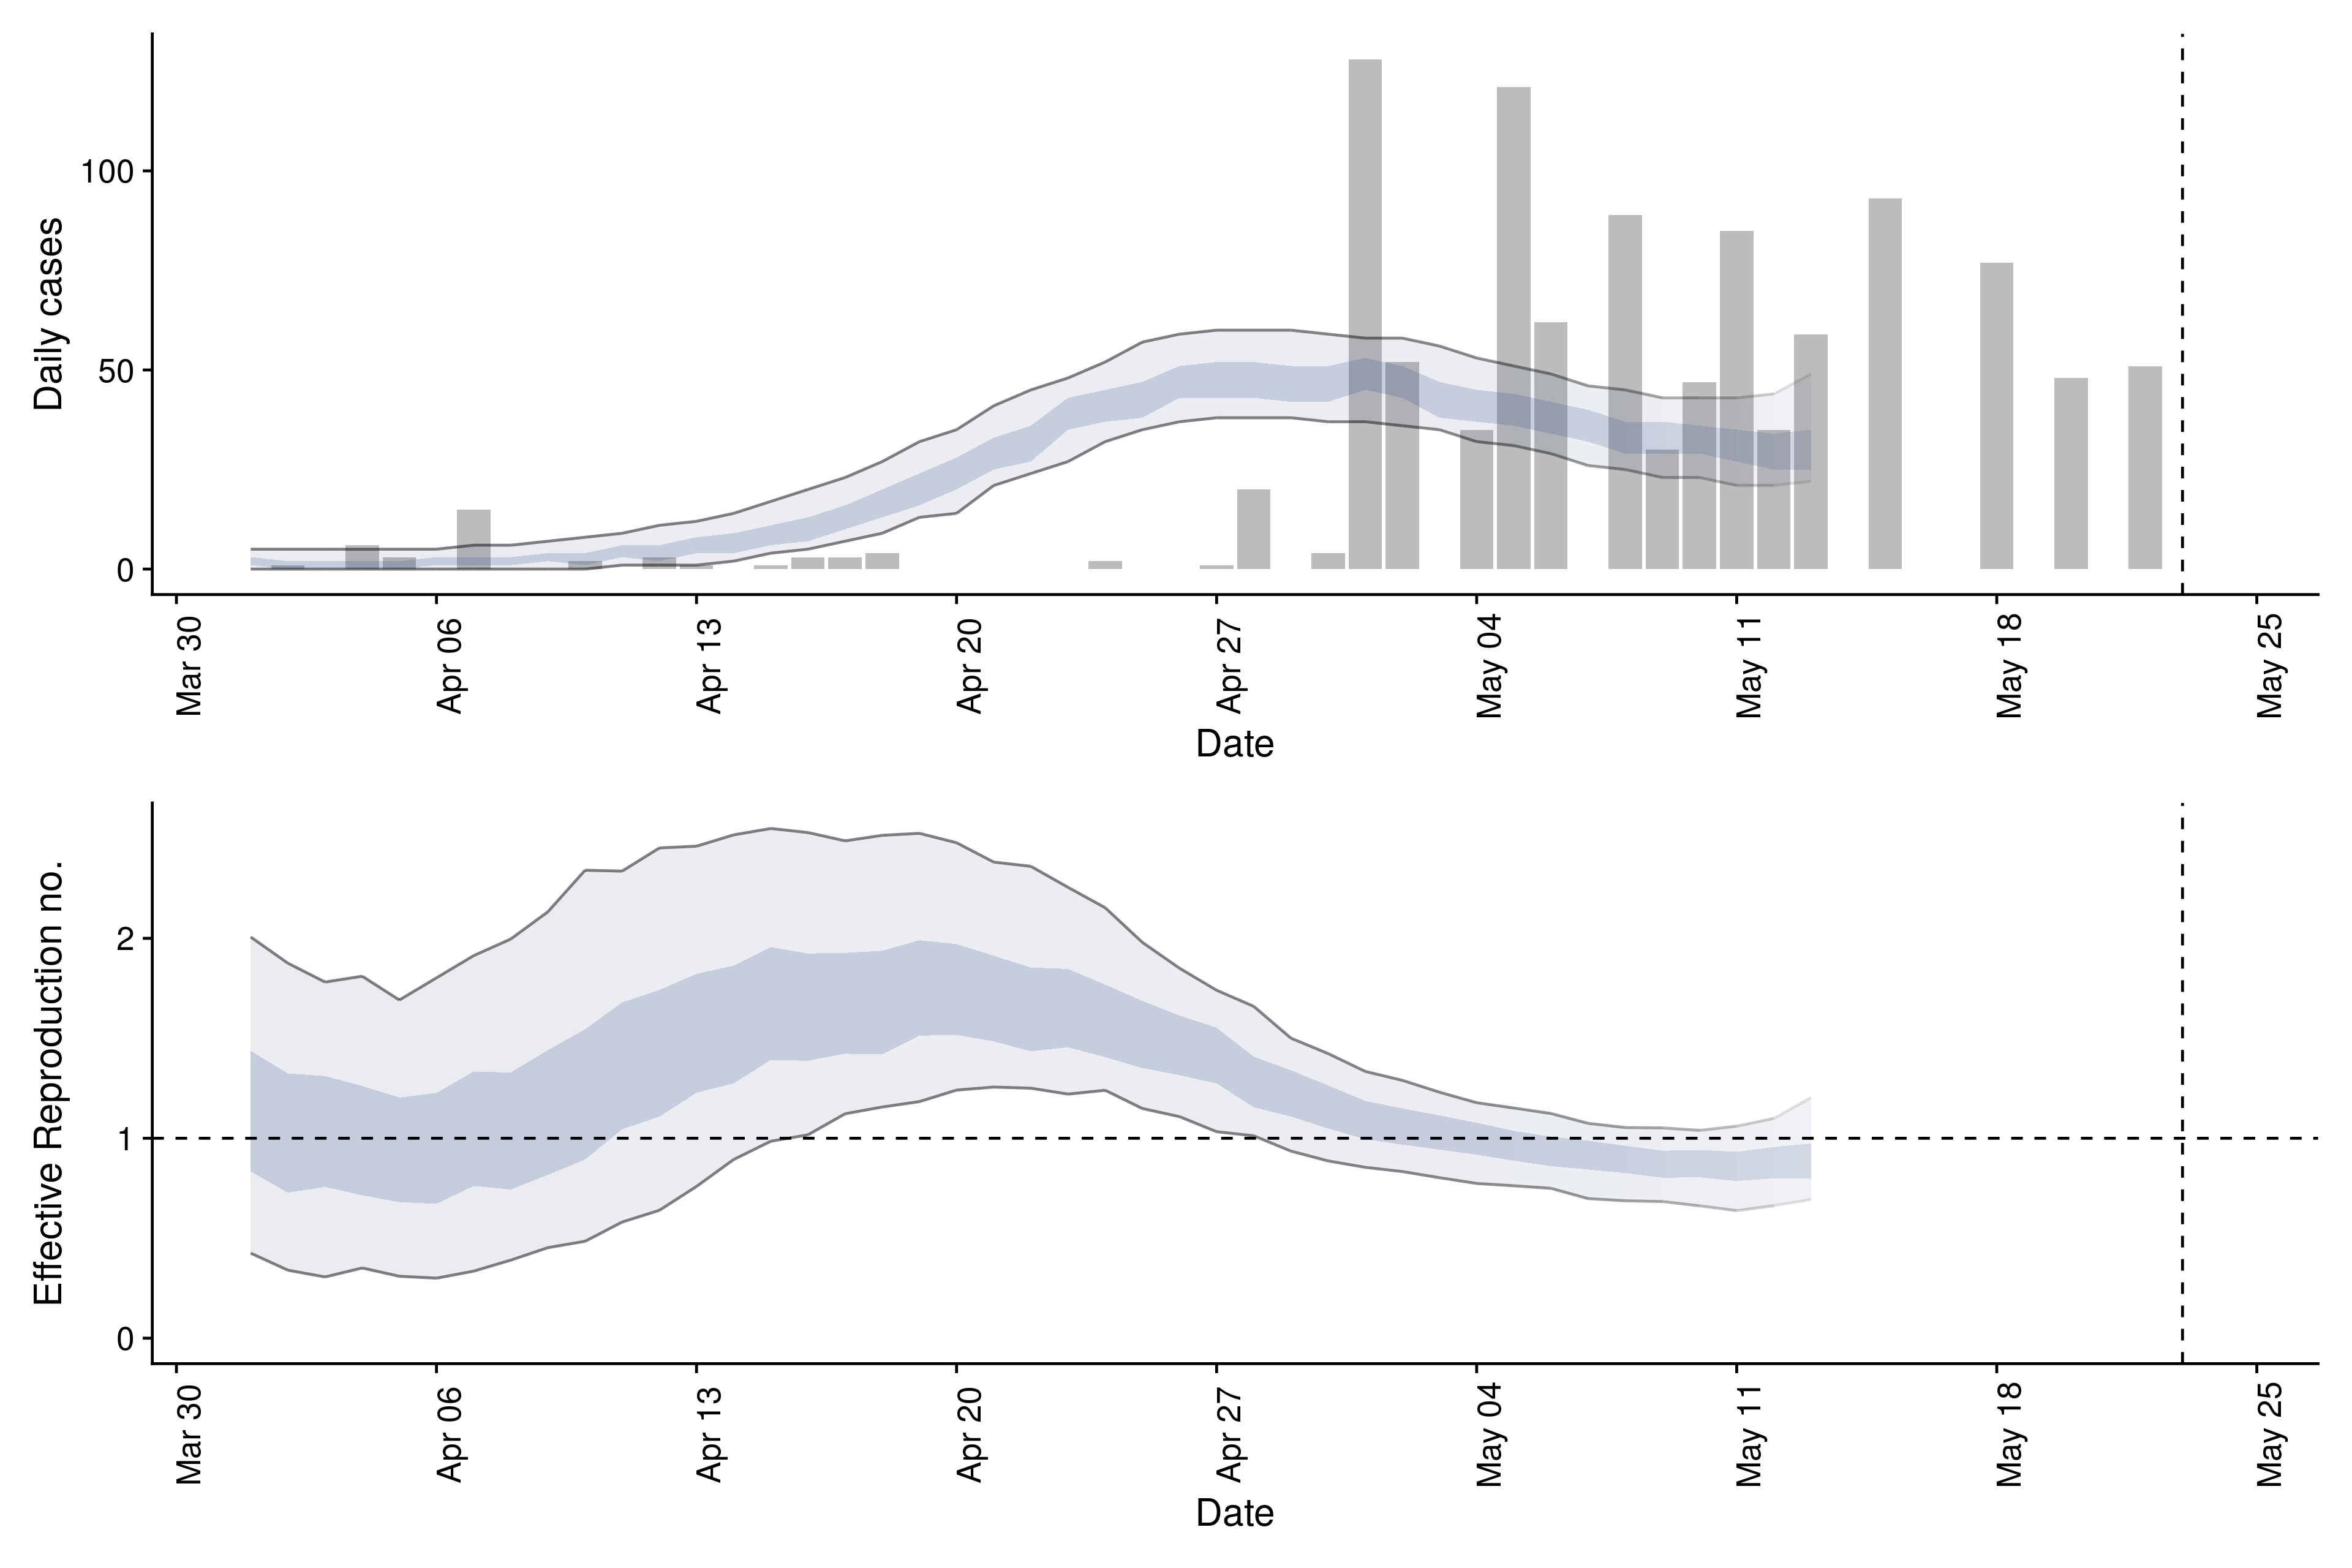 Daily cases
100
50
0
Mar 30
Apr 06
Apr 13
Apr 20
Apr 27
May 04
May 11
May 18
May 25
Date
Effective Reproduction no.
2
1
0
Mar 30
Apr 06
Apr 13
Apr 20
Apr 27
May 04
May 11
May 18
May 25
Date